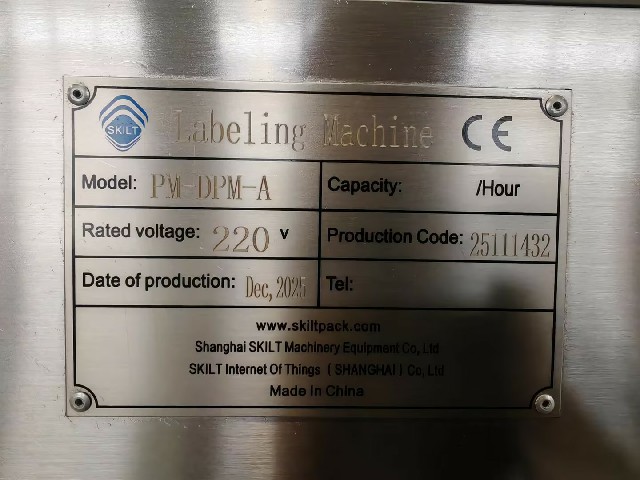 SKILT Labeling Machine CE
Model: PM-DPM-A Capacity: /Hour
Rated voltage: 220 V Production Code: 25111432
Date of production: Dec, 2025 Tel:
www.skiltpack.com
Shanghai SKILT Machinery Equipment Co, Ltd
SKILT Internet Of Things ( SHANGHAI ) Co, Ltd
Made In China